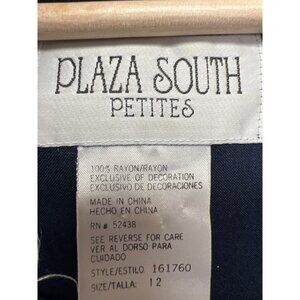 PLAZA SOUTH
PETITES
100% RAYON/RAYON
EXCLUSIVE OF DECORATION
EXCLUSIVO DE DECORACIONES
MADE IN CHINA
HECHO EN CHINA
RN# 52438
SEE REVERSE FOR CARE
VER AL DORSO PARA
CUIDADO
STYLE/ESTILO 161760
SIZE/TALLA: 12